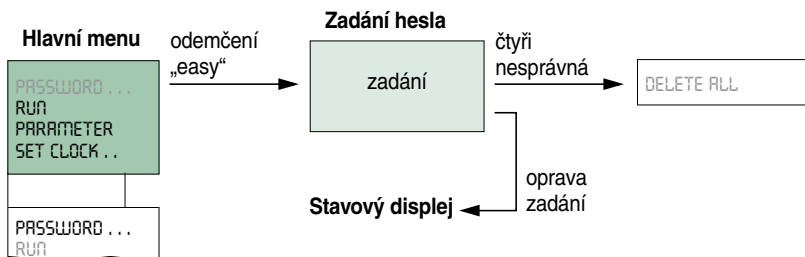 Hlavní menu
PASSWORD...
RUN
PARAMETER
SET CLOCK..
PASSWORD...
RUN
odemčení
„easy“
Zadání hesla
zadání
čtyři
nesprávná
DELETE ALL
oprava
zadání
Stavový displej